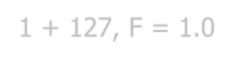 1 + 127, F = 1.0